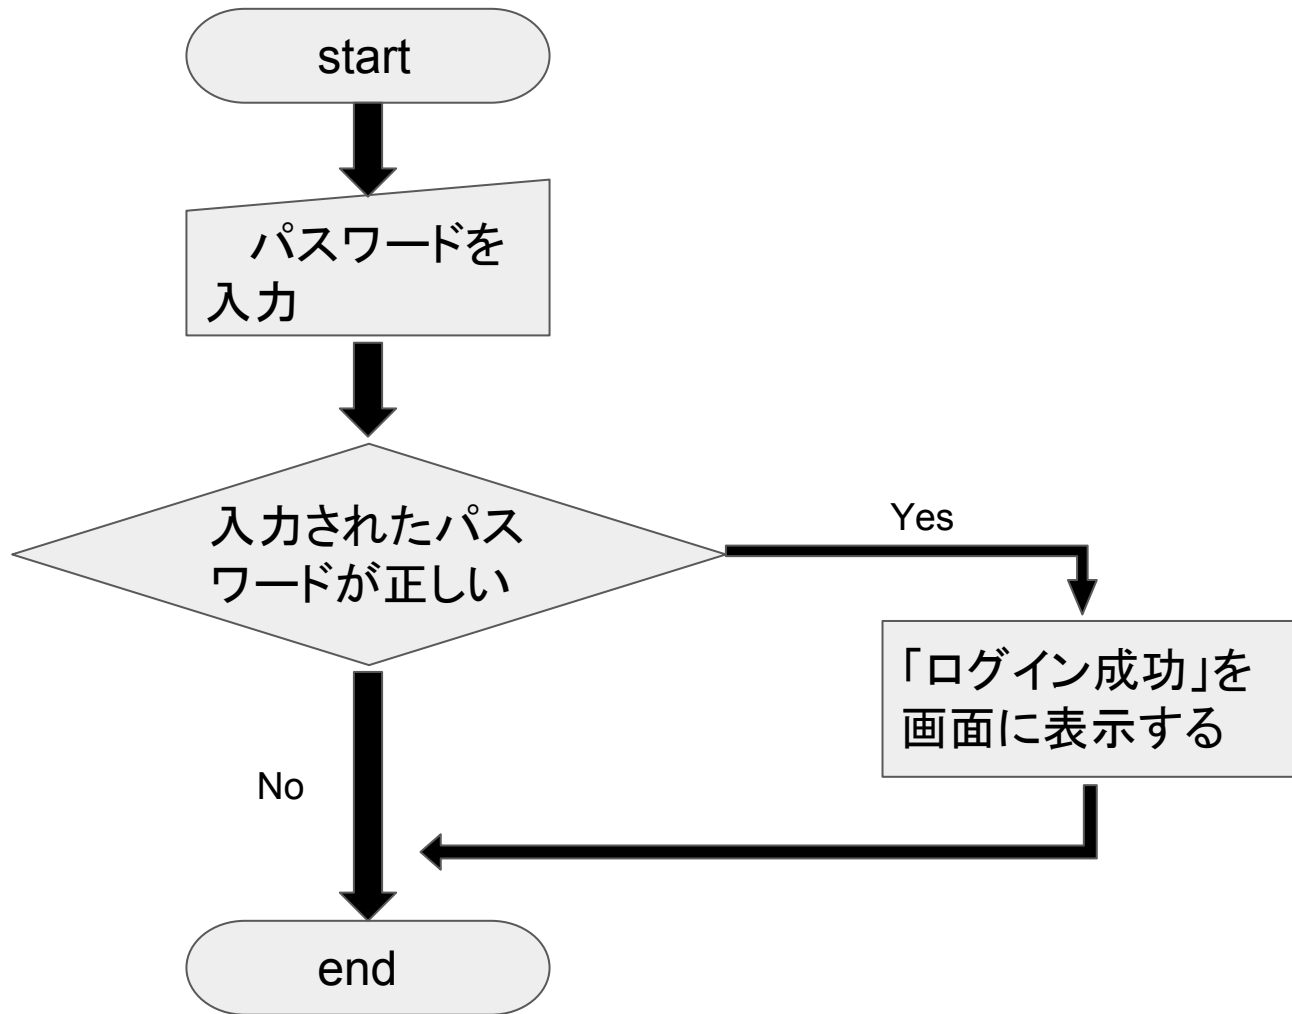 start
パスワードを
入力
入力されたパス
ワードが正しい
Yes
「ログイン成功」を
画面に表示する
No
end